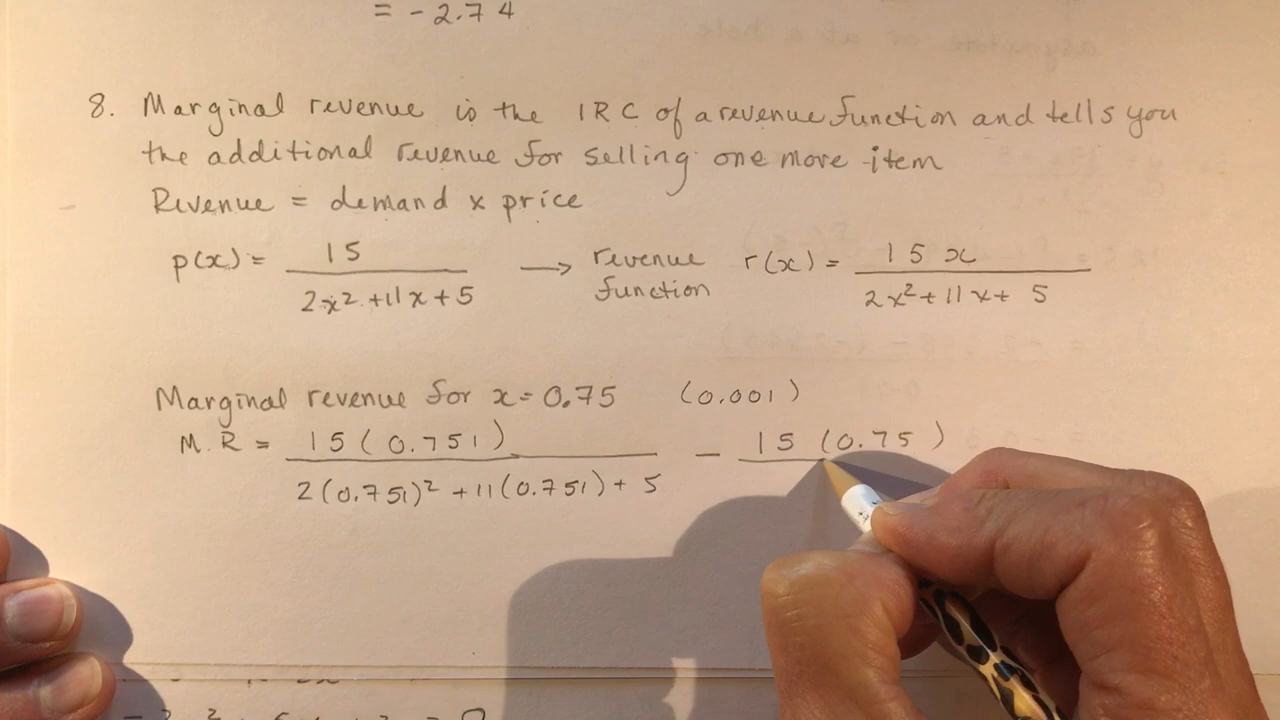 = - 2.74
8. Marginal revenue is the IRC of a revenue function and tells you
the additional revenue for selling one more item
Revenue = demand x price
p(x) = 15 / 2x² + 11x + 5 → revenue function r(x) = 15x / 2x² + 11x + 5
Marginal revenue for x = 0.75 (0.001)
M.R = 15(0.751) / 2(0.751)² + 11(0.751) + 5 - 15(0.75)